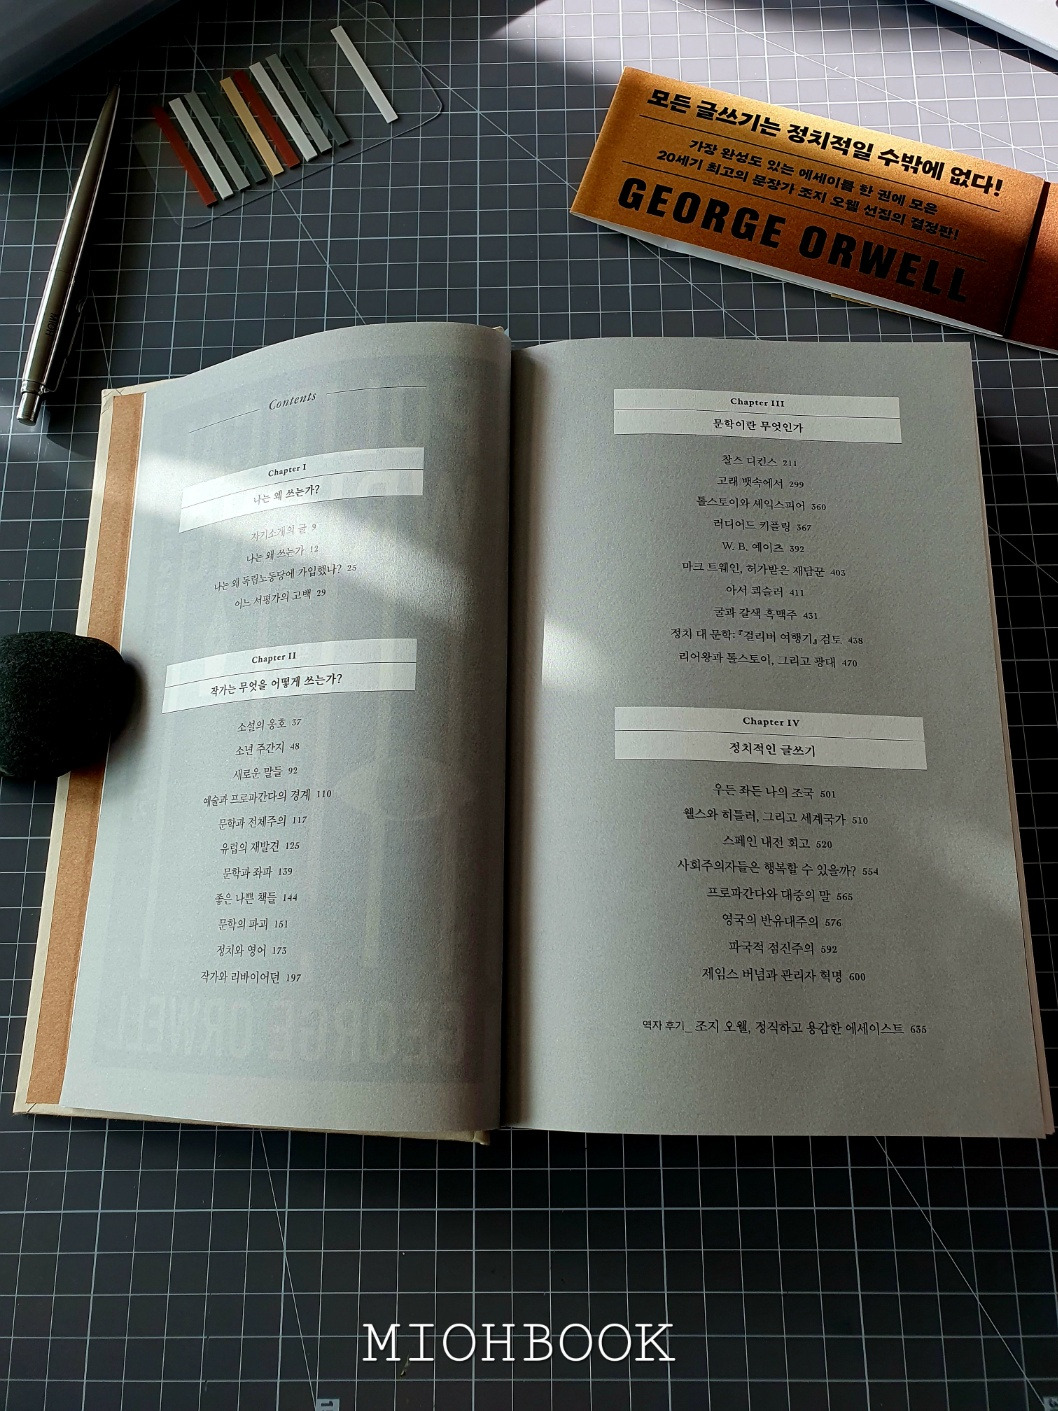 모든 글쓰기는 정치적일 수밖에 없다!
가장 완성도 있는 에세이를 한 권에 모은
20세기 최고의 문장가 조지 오웰 선집의 결정판!
GEORGE ORWELL
MIOH
Contents
Chapter I
나는 왜 쓰는가?
자기소개의 글 9
나는 왜 쓰는가 12
나는 왜 독립노동당에 가입했나? 25
어느 서평가의 고백 29
Chapter II
작가는 무엇을 어떻게 쓰는가?
소설의 옹호 37
소년 주간지 48
새로운 말들 92
예술과 프로파간다의 경계 110
문학과 전체주의 117
유럽의 재발견 125
문학과 좌파 139
좋은 나쁜 책들 144
문학의 파괴 151
정치와 영어 173
작가와 리바이어던 197
Chapter III
문학이란 무엇인가
찰스 디킨스 211
고래 뱃속에서 299
톨스토이와 셰익스피어 360
러디어드 키플링 367
W. B. 예이츠 392
마크 트웨인, 허가받은 재담꾼 403
아서 쾨슬러 411
굴과 갈색 흑맥주 431
정치 대 문학: 『걸리버 여행기』 검토 438
리어왕과 톨스토이, 그리고 광대 470
Chapter IV
정치적인 글쓰기
우든 좌든 나의 조국 501
웰스와 히틀러, 그리고 세계국가 510
스페인 내전 회고 520
사회주의자들은 행복할 수 있을까? 554
프로파간다와 대중의 말 565
영국의 반유대주의 576
파국적 점진주의 592
제임스 버넘과 관리자 혁명 600
역자 후기_ 조지 오웰, 정직하고 용감한 에세이스트 635
MIOHBOOK
1